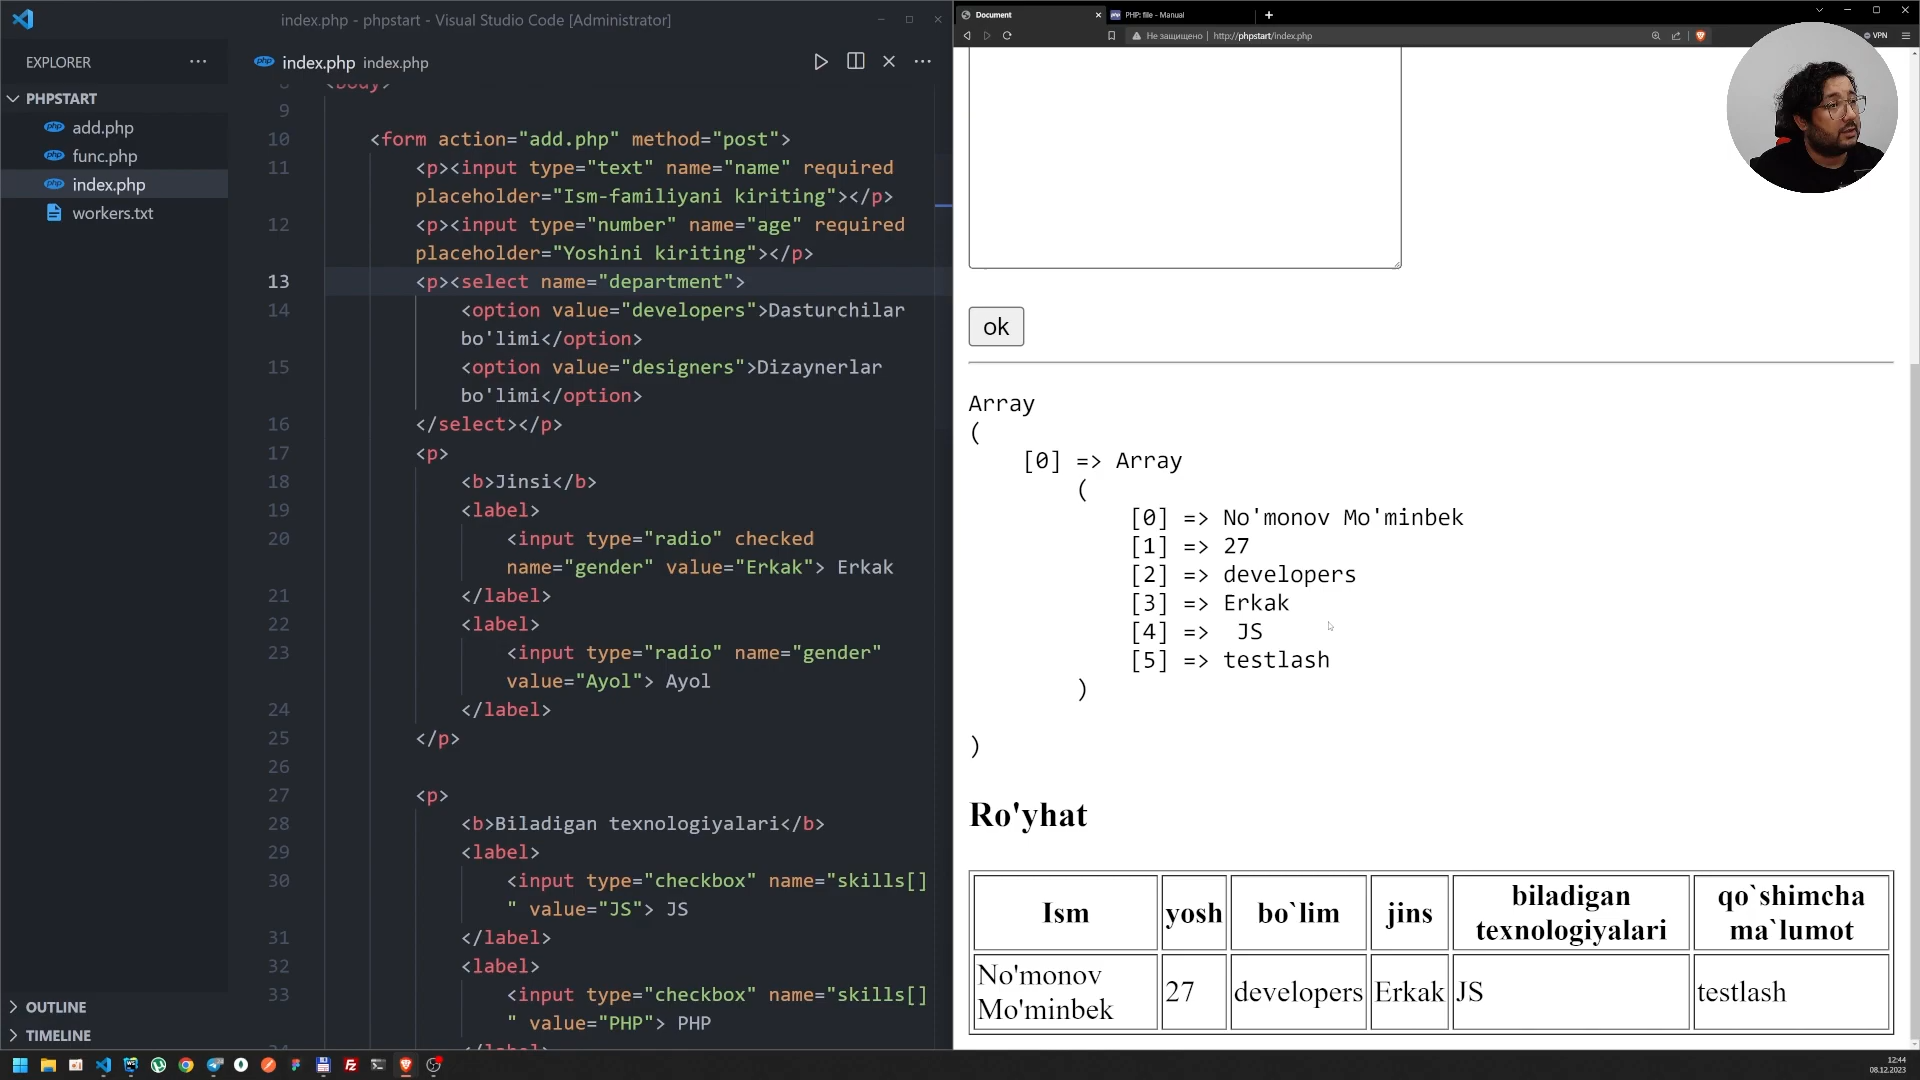 index.php - phpstart - Visual Studio Code [Administrator]
EXPLORER
PHPSTART
add.php
func.php
index.php
workers.txt
OUTLINE
TIMELINE
index.php index.php
<body>
9
10 <form action="add.php" method="post">
11 <p><input type="text" name="name" required
placeholder="Ism-familiyani kiriting"></p>
12 <p><input type="number" name="age" required
placeholder="Yoshini kiriting"></p>
13 <p><select name="department">
14 <option value="developers">Dasturchilar
bo'limi</option>
15 <option value="designers">Dizaynerlar
bo'limi</option>
16 </select></p>
17 <p>
18 <b>Jinsi</b>
19 <label>
20 <input type="radio" checked
name="gender" value="Erkak"> Erkak
21 </label>
22 <label>
23 <input type="radio" name="gender"
value="Ayol"> Ayol
24 </label>
25 </p>
26
27 <p>
28 <b>Biladigan texnologiyalari</b>
29 <label>
30 <input type="checkbox" name="skills[]
" value="JS"> JS
31 </label>
32 <label>
33 <input type="checkbox" name="skills[]
" value="PHP"> PHP
Document
php PHP: file - Manual
Не защищено http://phpstart/index.php
VPN
ok
Array
(
[0] => Array
(
[0] => No'monov Mo'minbek
[1] => 27
[2] => developers
[3] => Erkak
[4] => JS
[5] => testlash
)
)
Ro'yhat
Ism yosh bo`lim jins biladigan texnologiyalari qo`shimcha ma`lumot
No'monov Mo'minbek 27 developers Erkak JS testlash
12:44
08.12.2023